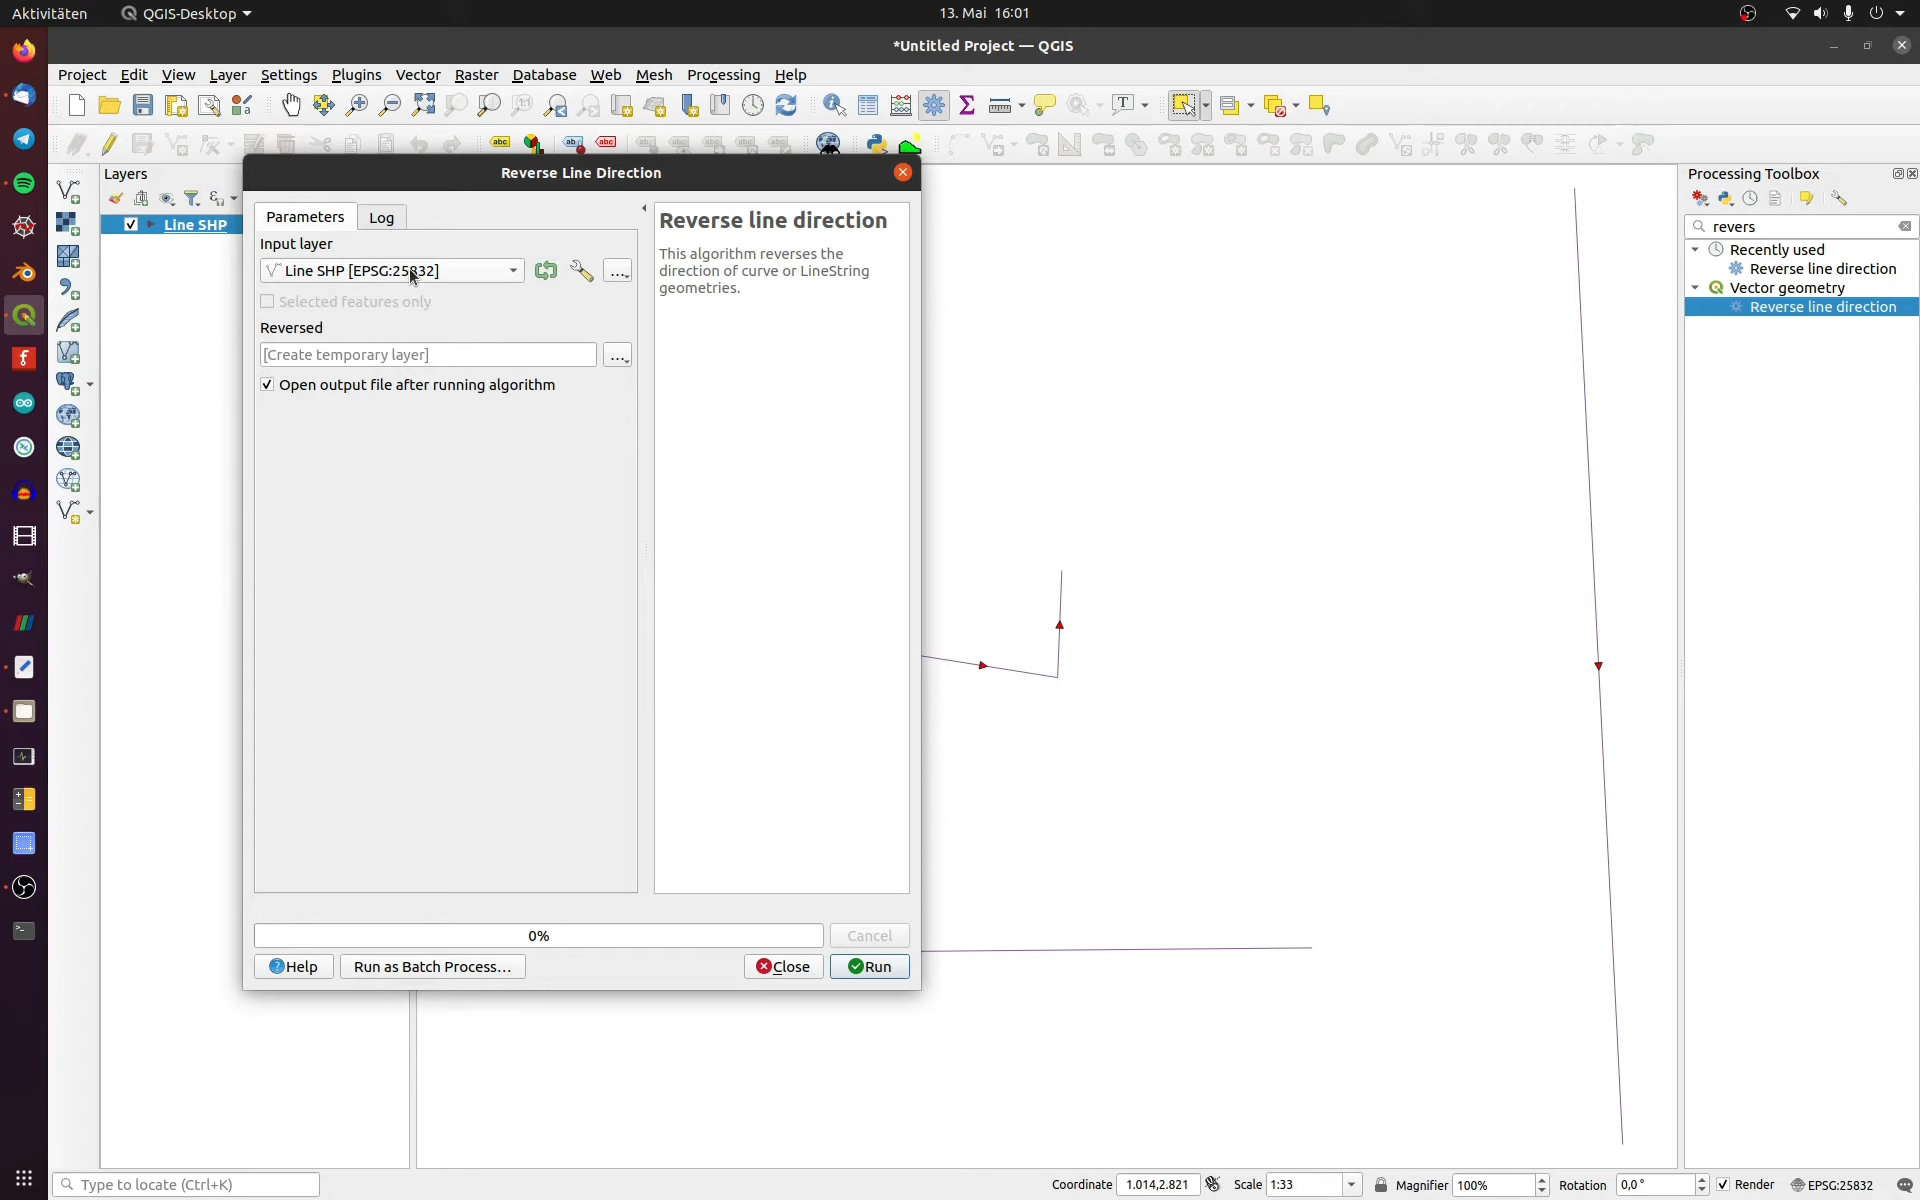 Aktivitäten
QGIS-Desktop
13. Mai 16:01
*Untitled Project — QGIS
Project Edit View Layer Settings Plugins Vector Raster Database Web Mesh Processing Help
Layers
Line SHP
Reverse Line Direction
Parameters
Log
Input layer
Line SHP [EPSG:25832]
Selected features only
Reversed
[Create temporary layer]
Open output file after running algorithm
Reverse line direction
This algorithm reverses the
direction of curve or LineString
geometries.
0%
Cancel
Help
Run as Batch Process…
Close
Run
Processing Toolbox
revers
Recently used
Reverse line direction
Vector geometry
Reverse line direction
Type to locate (Ctrl+K)
Coordinate 1.014,2.821
Scale 1:33
Magnifier 100%
Rotation 0,0 °
Render
EPSG:25832